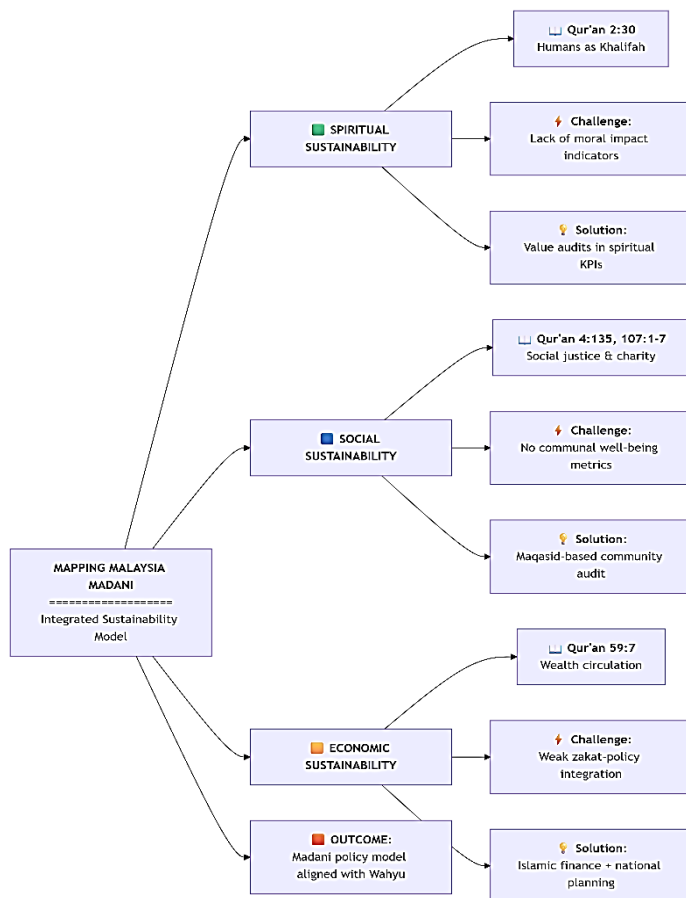 Qur'an 2:30
Humans as Khalifah
SPIRITUAL
SUSTAINABILITY
Challenge:
Lack of moral impact
indicators
Solution:
Value audits in spiritual
KPIs
Qur'an 4:135, 107:1-7
Social justice & charity
SOCIAL
SUSTAINABILITY
Challenge:
No communal well-being
metrics
Solution:
Maqasid-based community
audit
MAPPING MALAYSIA
MADANI
===================
Integrated Sustainability
Model
Qur'an 59:7
Wealth circulation
ECONOMIC
SUSTAINABILITY
Challenge:
Weak zakat-policy
integration
OUTCOME:
Madani policy model
aligned with Wahyu
Solution:
Islamic finance + national
planning